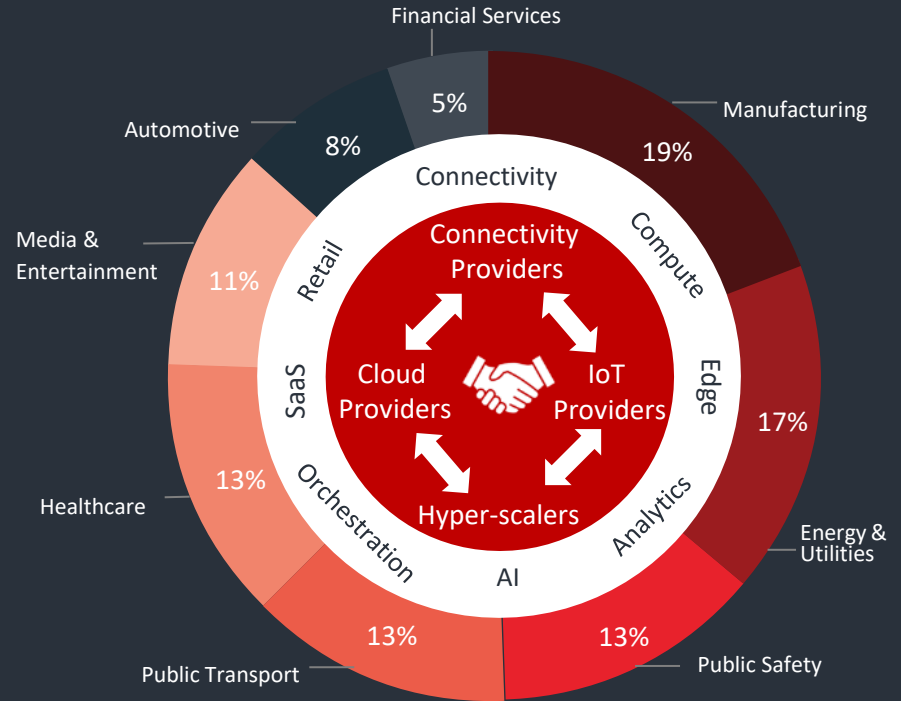 Financial Services
5%
Manufacturing
19%
Automotive
8%
Connectivity
Media &
Entertainment
11%
Retail
Compute
Connectivity
Providers
SaaS
Cloud
Providers
IoT
Providers
Edge
17%
Healthcare
13%
Orchestration
Hyper-scalers
Analytics
Energy &
Utilities
AI
Public Transport
13%
13%
Public Safety